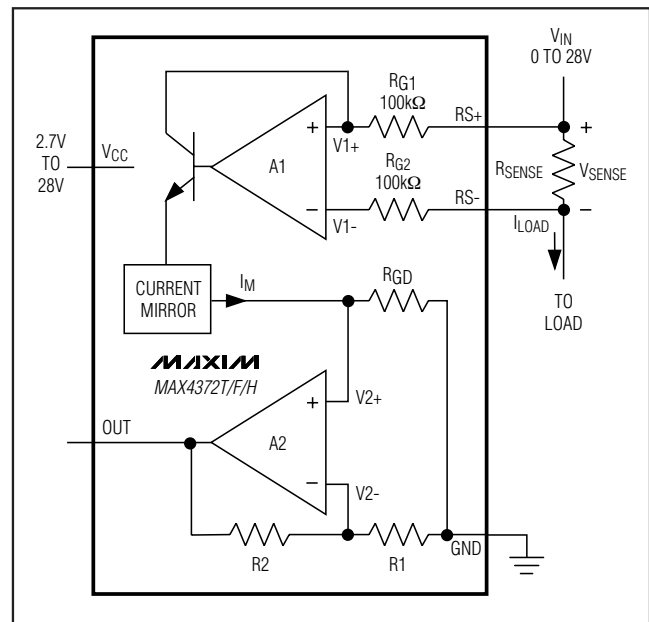 V_IN
0 TO 28V
R_G1
100kΩ
RS+
+
V1+
2.7V
TO
28V
V_CC
A1
R_G2
100kΩ
R_SENSE
V_SENSE
RS-
−
−
V1-
I_LOAD
TO
LOAD
CURRENT
MIRROR
I_M
R_GD
MAXIM
MAX4372T/F/H
OUT
+
V2+
A2
−
V2-
R2
R1
GND
+